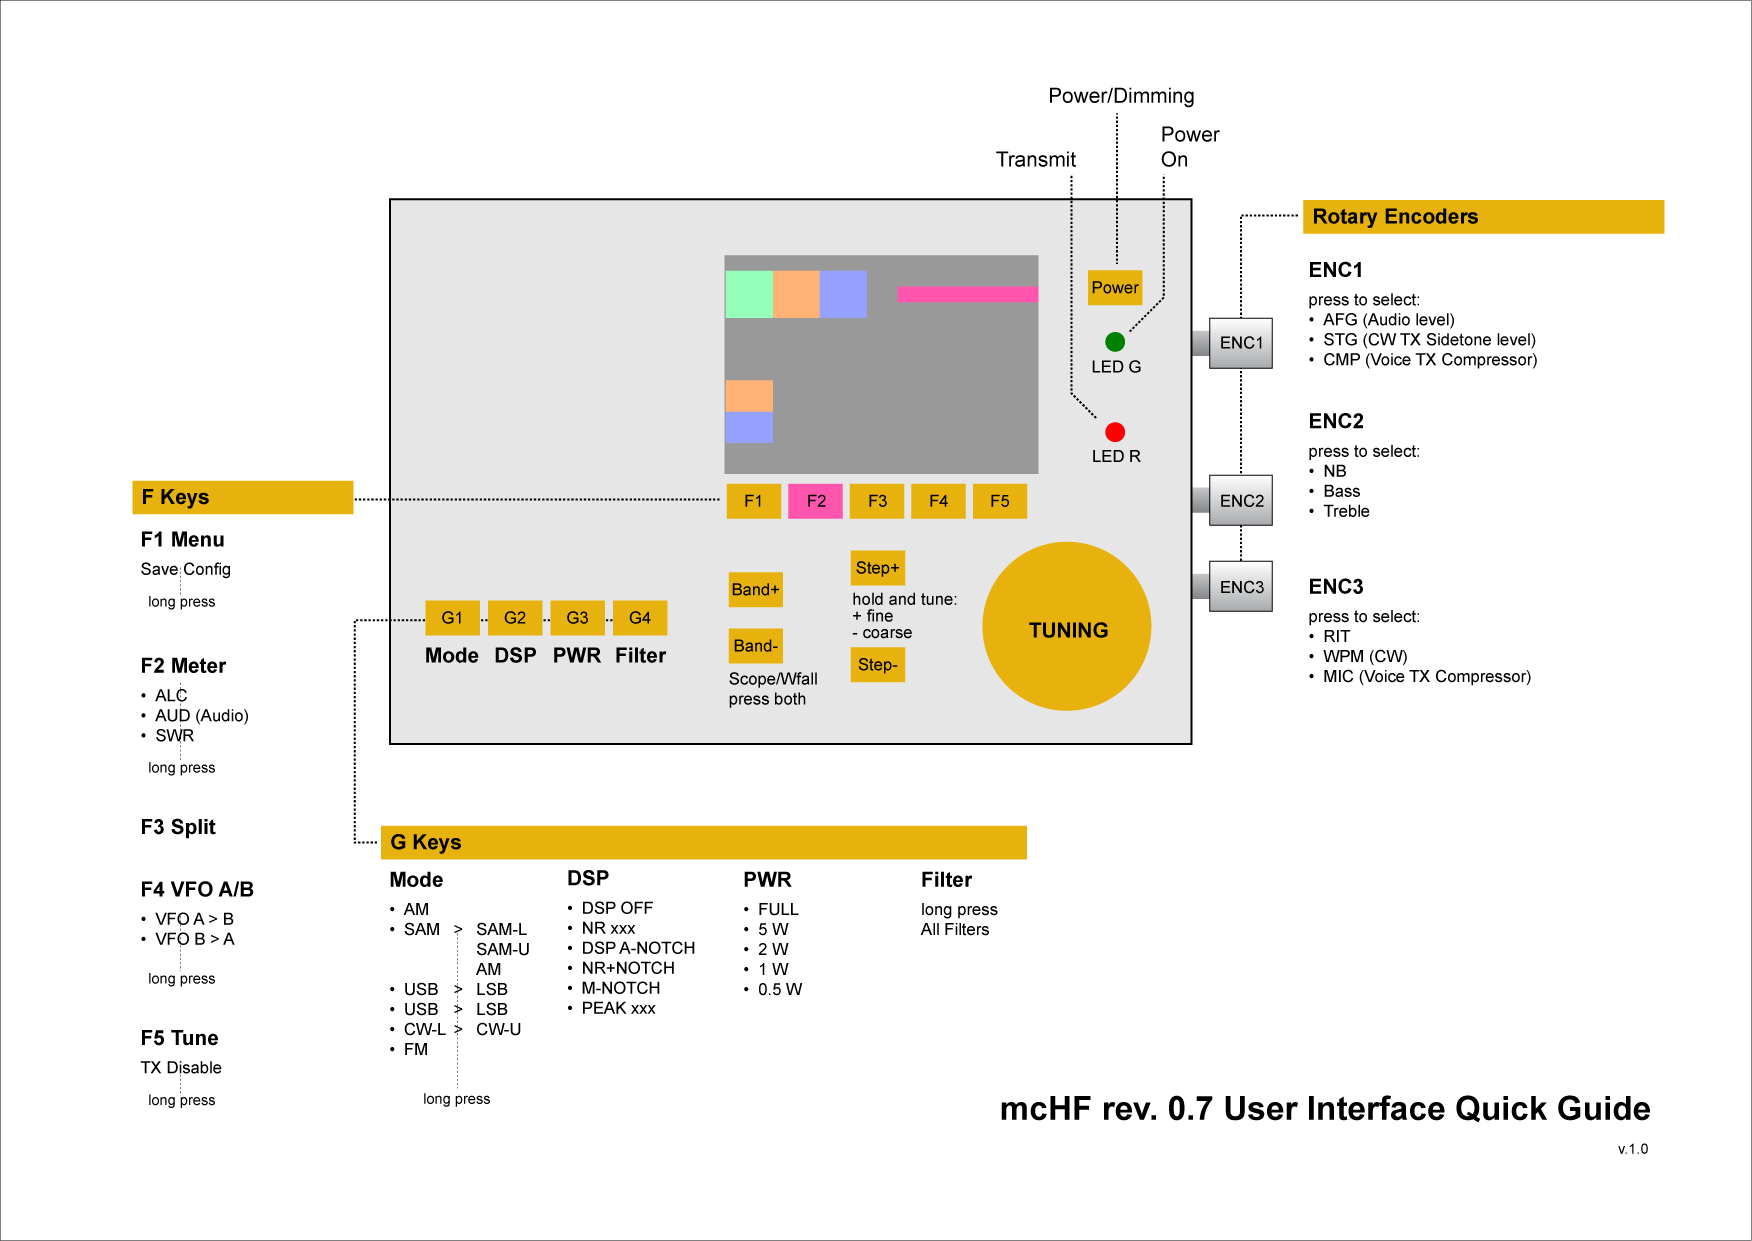 Power/Dimming
Power
On
Transmit
Rotary Encoders
ENC1
press to select:
• AFG (Audio level)
• STG (CW TX Sidetone level)
• CMP (Voice TX Compressor)
ENC2
press to select:
• NB
• Bass
• Treble
ENC3
press to select:
• RIT
• WPM (CW)
• MIC (Voice TX Compressor)
Power
LED G
LED R
ENC1
ENC2
ENC3
F1 F2 F3 F4 F5
Band+
Band-
Scope/Wfall
press both
Step+
hold and tune:
+ fine
- coarse
Step-
TUNING
G1 G2 G3 G4
Mode DSP PWR Filter
F Keys
F1 Menu
Save Config
long press
F2 Meter
• ALC
• AUD (Audio)
• SWR
long press
F3 Split
F4 VFO A/B
• VFO A > B
• VFO B > A
long press
F5 Tune
TX Disable
long press
G Keys
Mode
• AM
• SAM > SAM-L
SAM-U
AM
• USB > LSB
• USB > LSB
• CW-L > CW-U
• FM
long press
DSP
• DSP OFF
• NR xxx
• DSP A-NOTCH
• NR+NOTCH
• M-NOTCH
• PEAK xxx
PWR
• FULL
• 5 W
• 2 W
• 1 W
• 0.5 W
Filter
long press
All Filters
mcHF rev. 0.7 User Interface Quick Guide
v.1.0